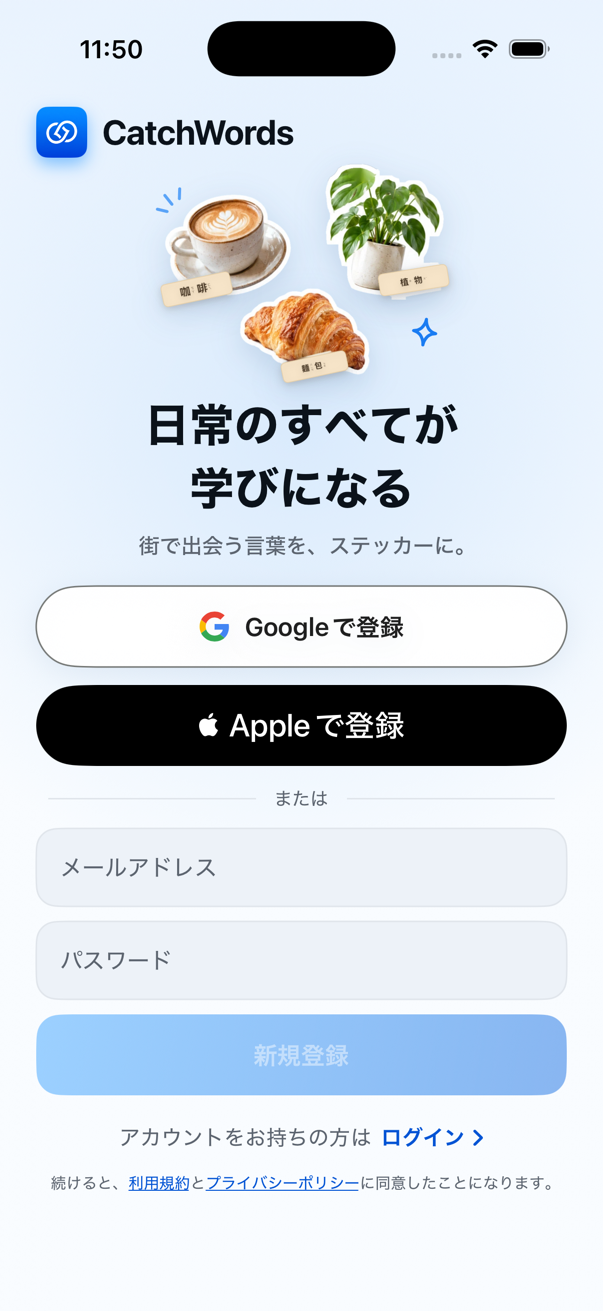 11:50
CatchWords
咖啡
植物
麵包
日常のすべてが
学びになる
街で出会う言葉を、ステッカーに。
Googleで登録
Appleで登録
または
メールアドレス
パスワード
新規登録
アカウントをお持ちの方は ログイン
続けると、利用規約とプライバシーポリシーに同意したことになります。